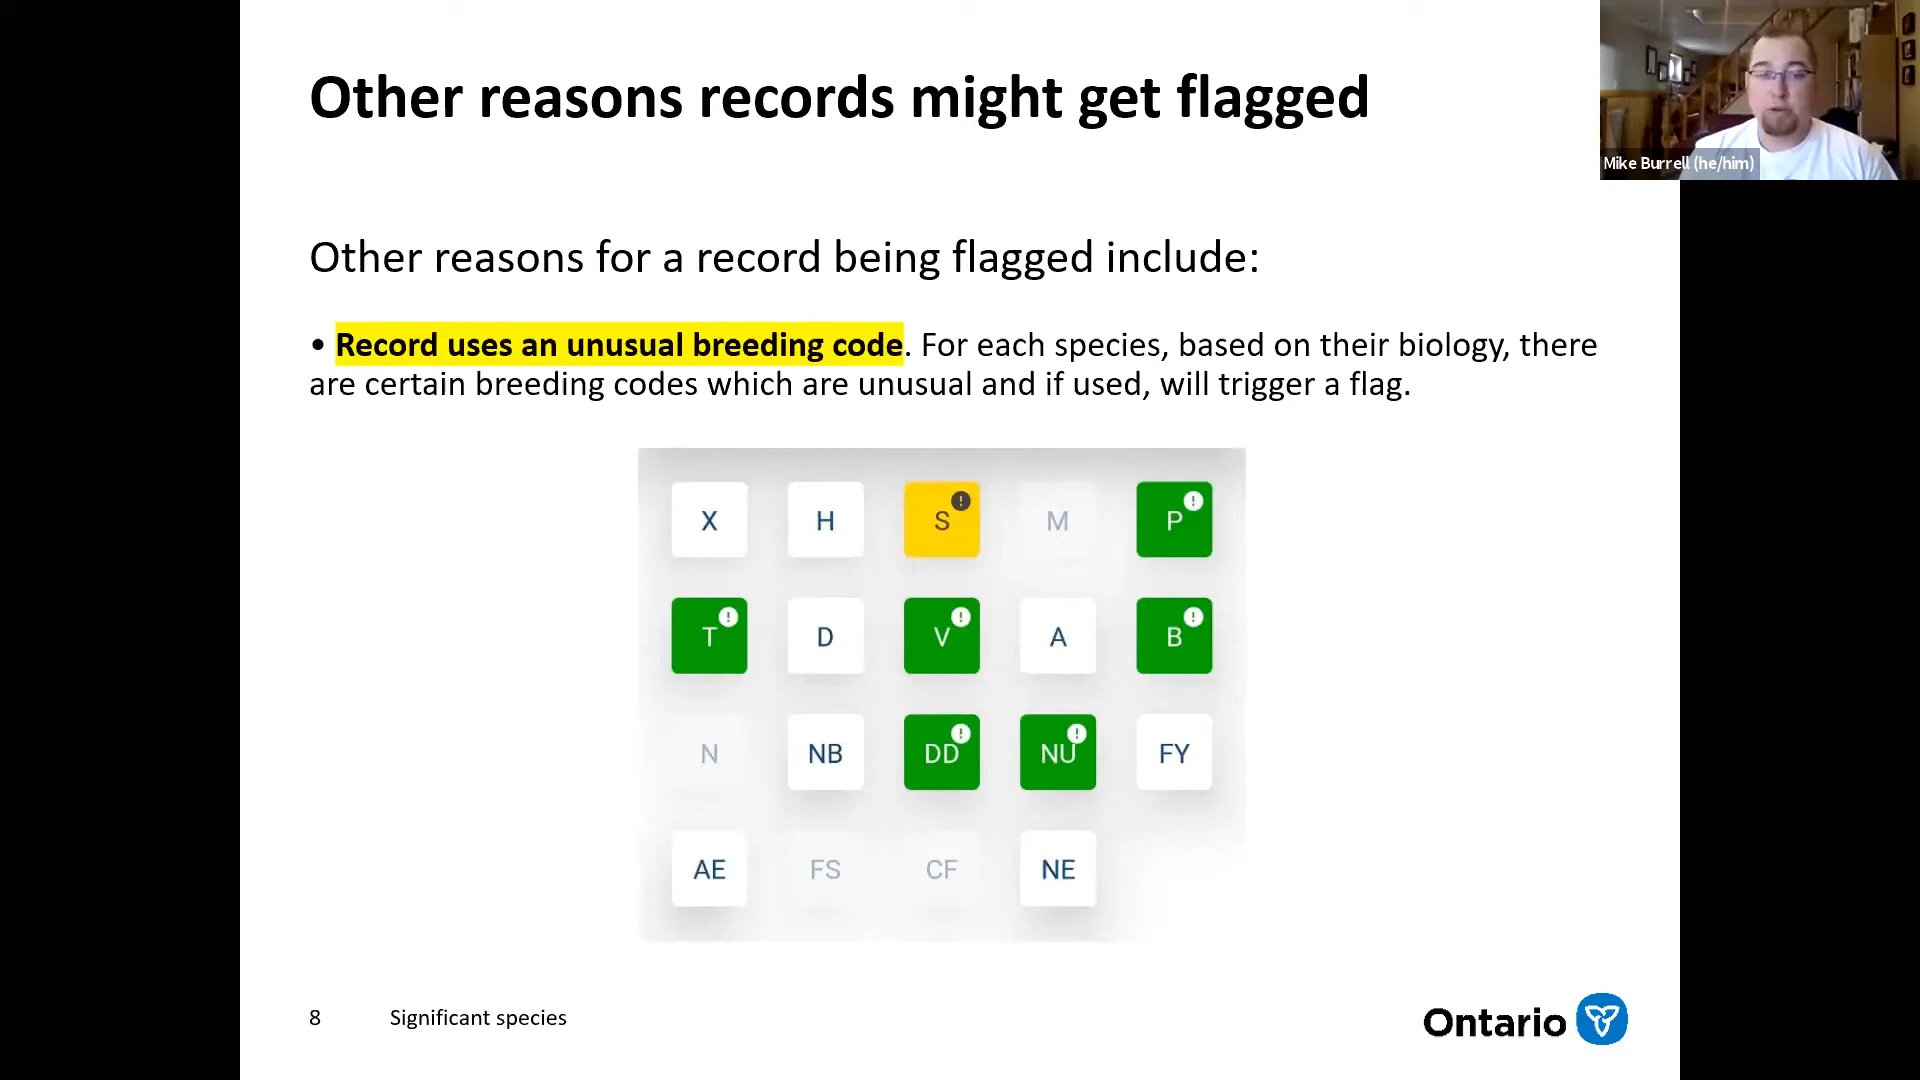 Other reasons records might get flagged
Mike Burrell (he/him)
Other reasons for a record being flagged include:
• Record uses an unusual breeding code. For each species, based on their biology, there
are certain breeding codes which are unusual and if used, will trigger a flag.
X H S ! M P !
T ! D V ! A B !
N NB DD ! NU ! FY
AE FS CF NE
8 Significant species
Ontario